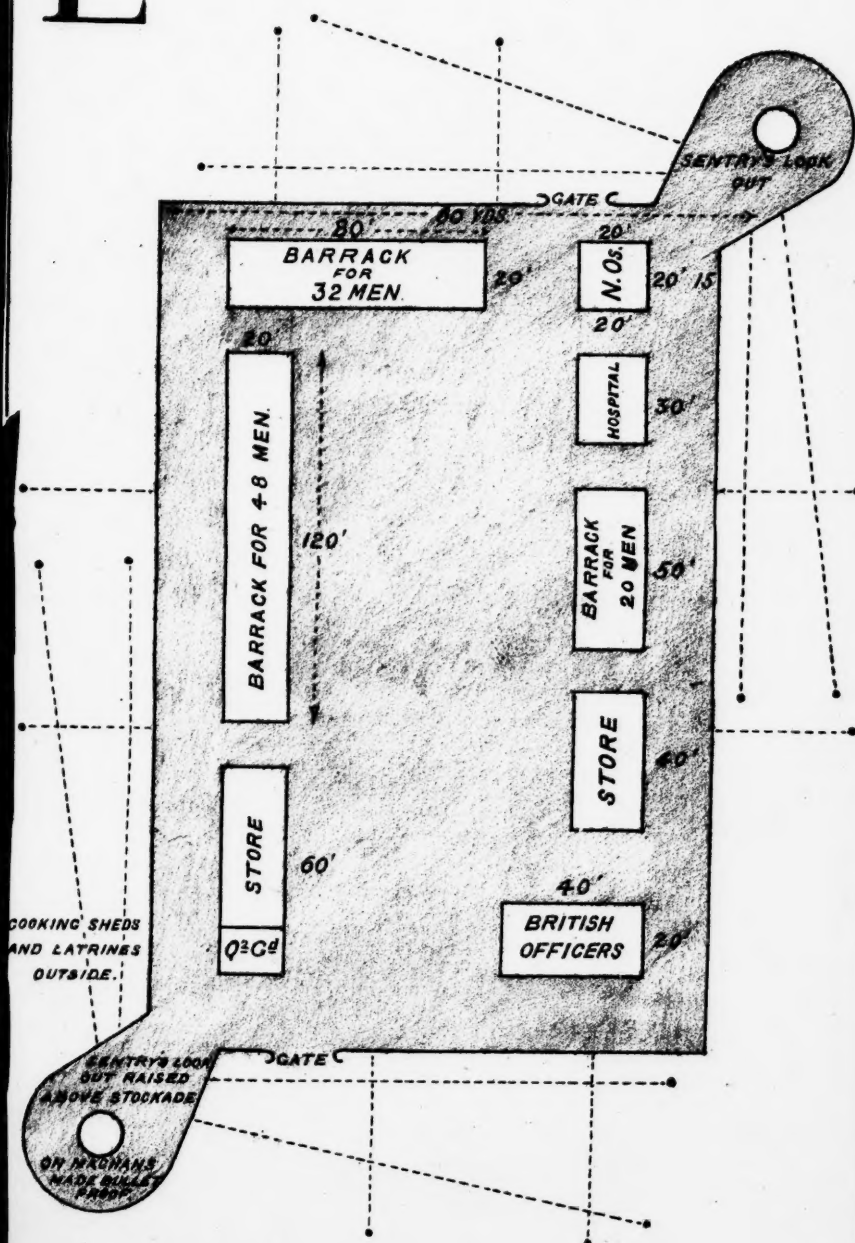 E
GATE
60 YDS.
80'
BARRACK
FOR
32 MEN.
20'
20'
N.Os.
20' 15
20'
SENTRY'S LOOK
OUT
20'
BARRACK FOR 48 MEN.
120'
HOSPITAL
30'
BARRACK
FOR
20 MEN
50'
STORE
40'
STORE
60'
Qr Gd
40'
BRITISH
OFFICERS
20'
COOKING SHEDS
AND LATRINES
OUTSIDE.
GATE
SENTRY'S LOOK
OUT RAISED
ABOVE STOCKADE
ON MACHANS
MADE BULLET
PROOF.